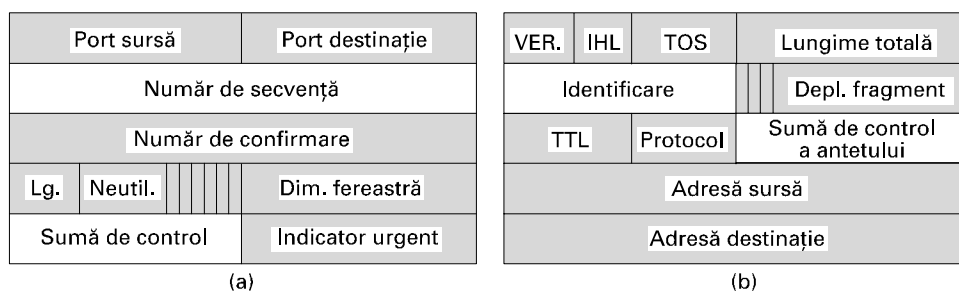 Port sursă
Port destinație
Număr de secvență
Număr de confirmare
Lg.
Neutil.
Dim. fereastră
Sumă de control
Indicator urgent
(a)
VER.
IHL
TOS
Lungime totală
Identificare
Depl. fragment
TTL
Protocol
Sumă de control
a antetului
Adresă sursă
Adresă destinație
(b)